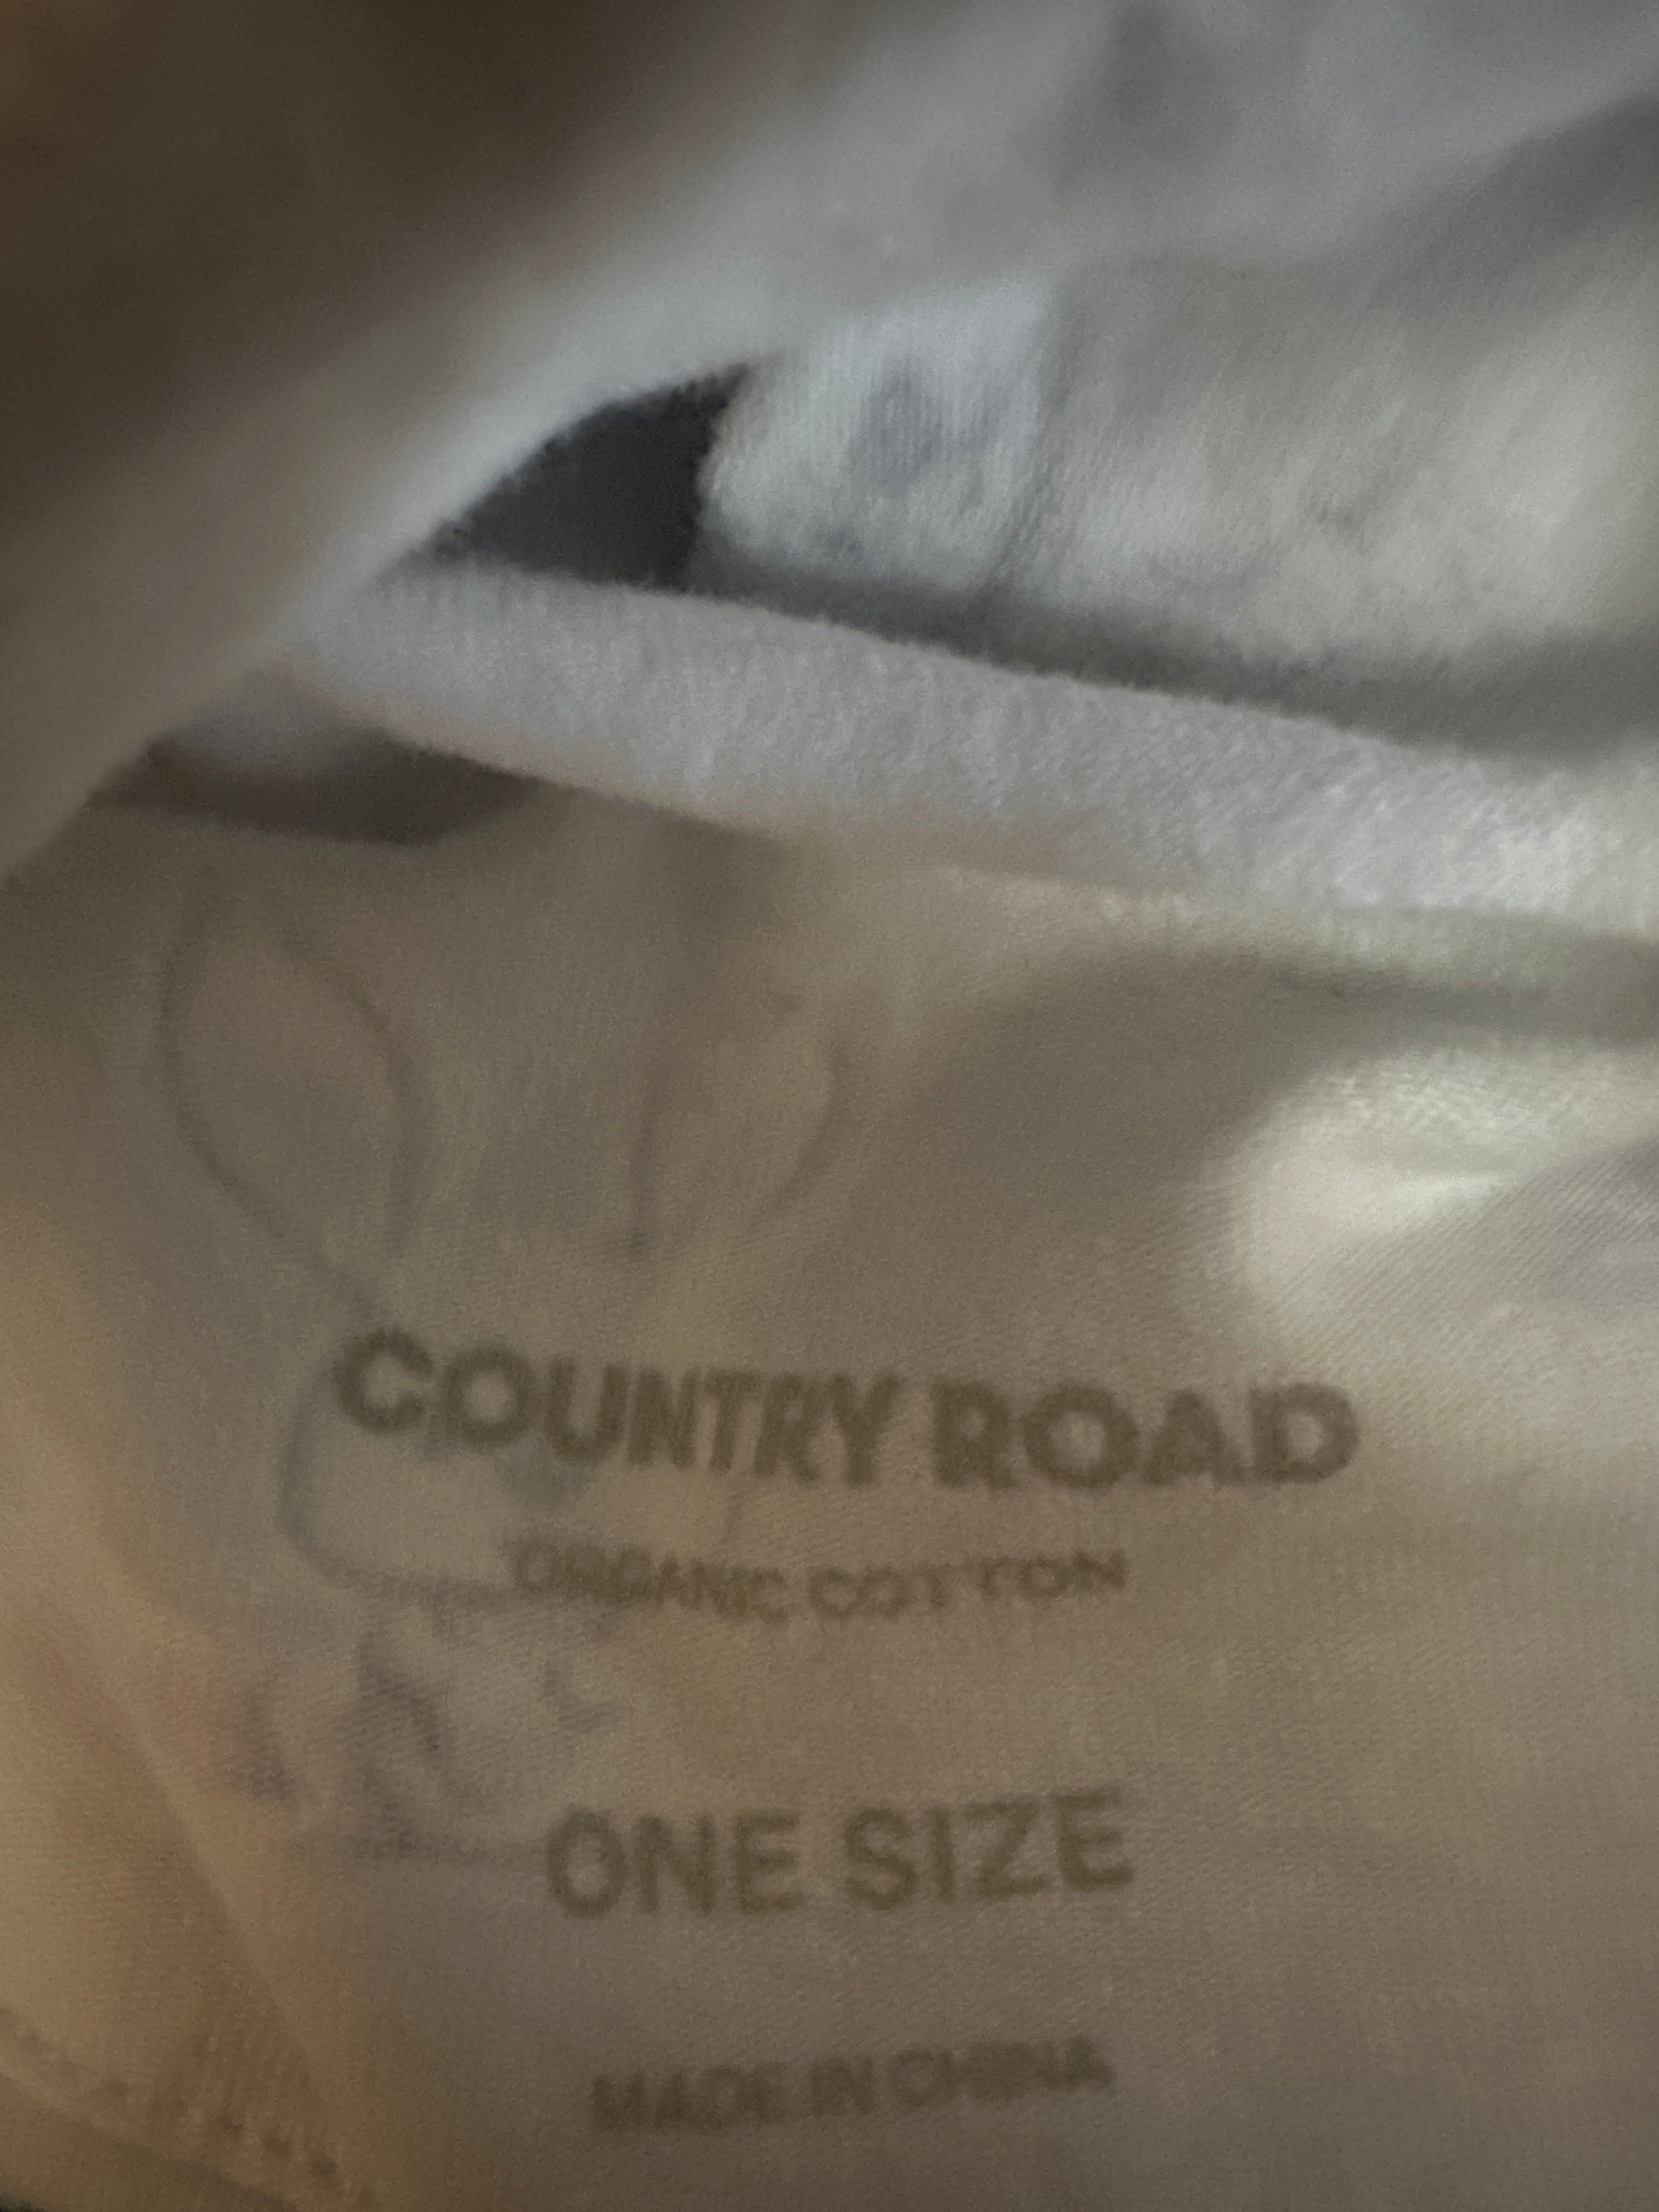 COUNTRY ROAD
ORGANIC COTTON
ONE SIZE
MADE IN CHINA